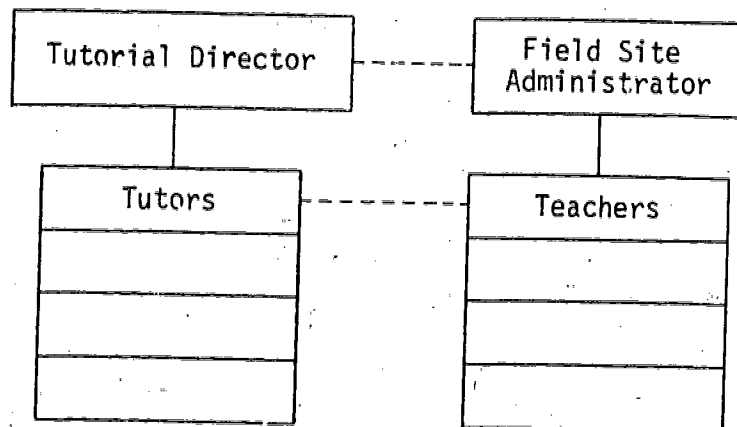 Tutorial Director
Field Site
Administrator
Tutors
Teachers